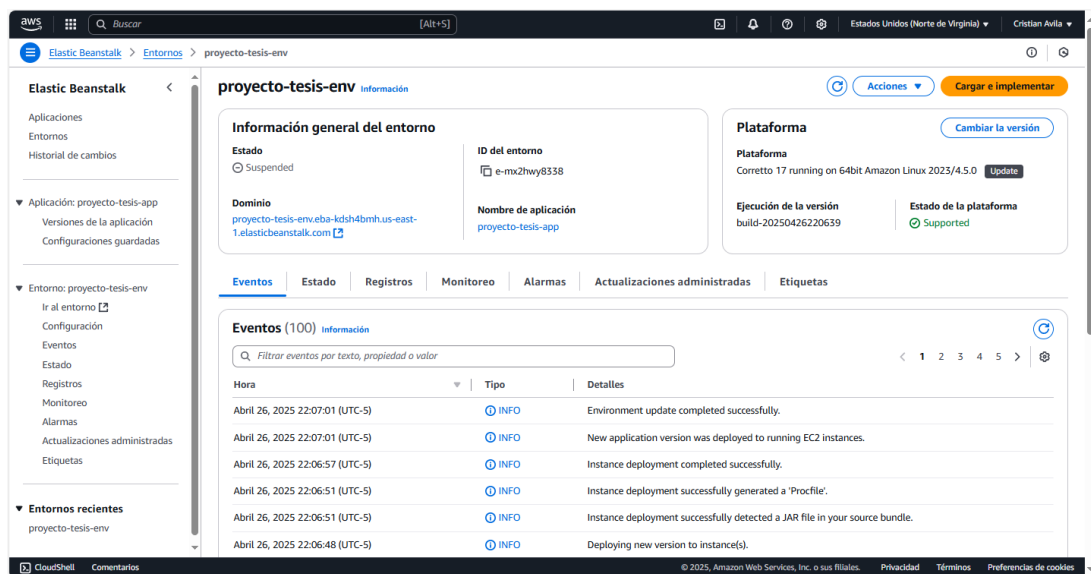 aws
Buscar [Alt+S] Estados Unidos (Norte de Virginia) Cristian Avila
Elastic Beanstalk > Entornos > proyecto-tesis-env
Elastic Beanstalk
Aplicaciones
Entornos
Historial de cambios
Aplicación: proyecto-tesis-app
Versiones de la aplicación
Configuraciones guardadas
Entorno: proyecto-tesis-env
Ir al entorno
Configuración
Eventos
Estado
Registros
Monitoreo
Alarmas
Actualizaciones administradas
Etiquetas
Entornos recientes
proyecto-tesis-env
proyecto-tesis-env Información
Acciones Cargar e implementar
Información general del entorno
Estado
Suspended
ID del entorno
e-mx2hwy8338
Dominio
proyecto-tesis-env.eba-kdsh4bmh.us-east-
1.elasticbeanstalk.com
Nombre de aplicación
proyecto-tesis-app
Plataforma Cambiar la versión
Plataforma
Corretto 17 running on 64bit Amazon Linux 2023/4.5.0 Update
Ejecución de la versión
build-20250426220639
Estado de la plataforma
Supported
Eventos Estado Registros Monitoreo Alarmas Actualizaciones administradas Etiquetas
Eventos (100) Información
Filtrar eventos por texto, propiedad o valor < 1 2 3 4 5 >
Hora Tipo Detalles
Abril 26, 2025 22:07:01 (UTC-5) INFO Environment update completed successfully.
Abril 26, 2025 22:07:01 (UTC-5) INFO New application version was deployed to running EC2 instances.
Abril 26, 2025 22:06:57 (UTC-5) INFO Instance deployment completed successfully.
Abril 26, 2025 22:06:51 (UTC-5) INFO Instance deployment successfully generated a 'Procfile'.
Abril 26, 2025 22:06:51 (UTC-5) INFO Instance deployment successfully detected a JAR file in your source bundle.
Abril 26, 2025 22:06:48 (UTC-5) INFO Deploying new version to instance(s).
CloudShell Comentarios © 2025, Amazon Web Services, Inc. o sus filiales. Privacidad Términos Preferencias de cookies